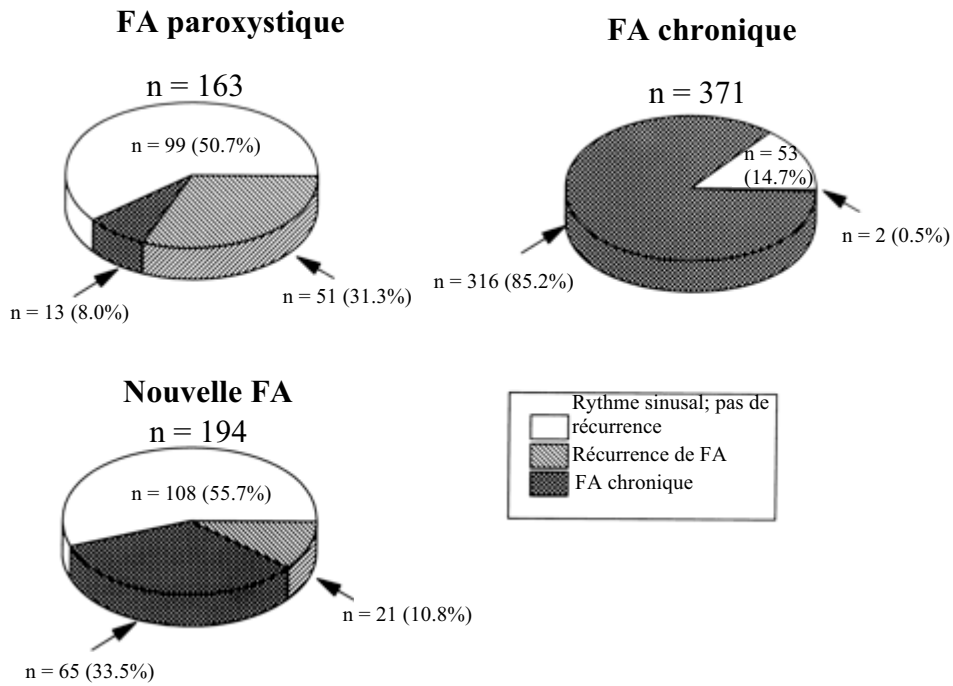 FA paroxystique
n = 163
n = 99 (50.7%)
n = 13 (8.0%)
n = 51 (31.3%)
FA chronique
n = 371
n = 53
(14.7%)
n = 2 (0.5%)
n = 316 (85.2%)
Nouvelle FA
n = 194
n = 108 (55.7%)
n = 21 (10.8%)
n = 65 (33.5%)
Rythme sinusal; pas de
récurrence
Récurrence de FA
FA chronique